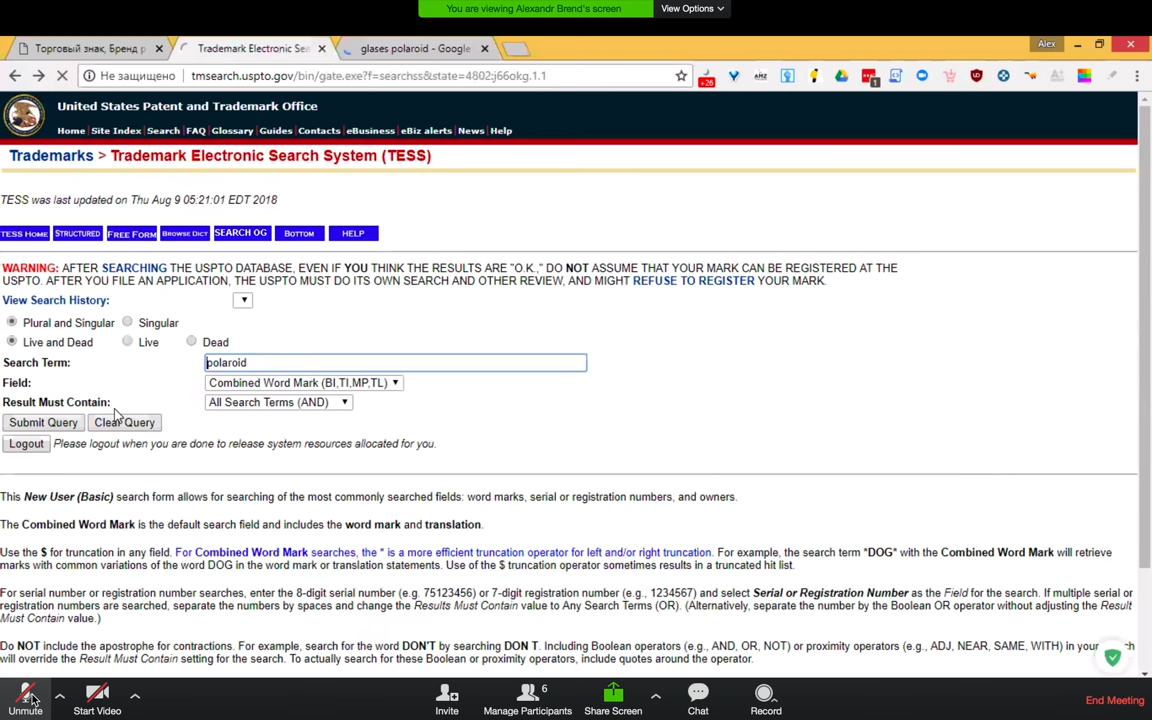 You are viewing Alexandr Brend's screen View Options
Торговый знак, Бренд р
Trademark Electronic Sea
glases polaroid - Google
Alex
Не защищено tmsearch.uspto.gov/bin/gate.exe?f=searchss&state=4802:j66okg.1.1
+26
AMZ
1
United States Patent and Trademark Office
Home | Site Index | Search | FAQ | Glossary | Guides | Contacts | eBusiness | eBiz alerts | News | Help
Trademarks > Trademark Electronic Search System (TESS)
TESS was last updated on Thu Aug 9 05:21:01 EDT 2018
TESS HOME STRUCTURED FREE FORM BROWSE DICT SEARCH OG BOTTOM HELP
WARNING: AFTER SEARCHING THE USPTO DATABASE, EVEN IF YOU THINK THE RESULTS ARE "O.K.," DO NOT ASSUME THAT YOUR MARK CAN BE REGISTERED AT THE
USPTO. AFTER YOU FILE AN APPLICATION, THE USPTO MUST DO ITS OWN SEARCH AND OTHER REVIEW, AND MIGHT REFUSE TO REGISTER YOUR MARK.
View Search History:
Plural and Singular Singular
Live and Dead Live Dead
Search Term: polaroid
Field: Combined Word Mark (BI,TI,MP,TL)
Result Must Contain: All Search Terms (AND)
Submit Query Clear Query
Logout Please logout when you are done to release system resources allocated for you.
This New User (Basic) search form allows for searching of the most commonly searched fields: word marks, serial or registration numbers, and owners.
The Combined Word Mark is the default search field and includes the word mark and translation.
Use the $ for truncation in any field. For Combined Word Mark searches, the * is a more efficient truncation operator for left and/or right truncation. For example, the search term *DOG* with the Combined Word Mark will retrieve
marks with common variations of the word DOG in the word mark or translation statements. Use of the $ truncation operator sometimes results in a truncated hit list.
For serial number or registration number searches, enter the 8-digit serial number (e.g. 75123456) or 7-digit registration number (e.g., 1234567) and select Serial or Registration Number as the Field for the search. If multiple serial or
registration numbers are searched, separate the numbers by spaces and change the Results Must Contain value to Any Search Terms (OR). (Alternatively, separate the number by the Boolean OR operator without adjusting the Result
Must Contain value.)
Do NOT include the apostrophe for contractions. For example, search for the word DON'T by searching DON T. Including Boolean operators (e.g., AND, OR, NOT) or proximity operators (e.g., ADJ, NEAR, SAME, WITH) in your
will override the Result Must Contain setting for the search. To actually search for these Boolean or proximity operators, include quotes around the operator.
6
Unmute Start Video Invite Manage Participants Share Screen Chat Record End Meeting